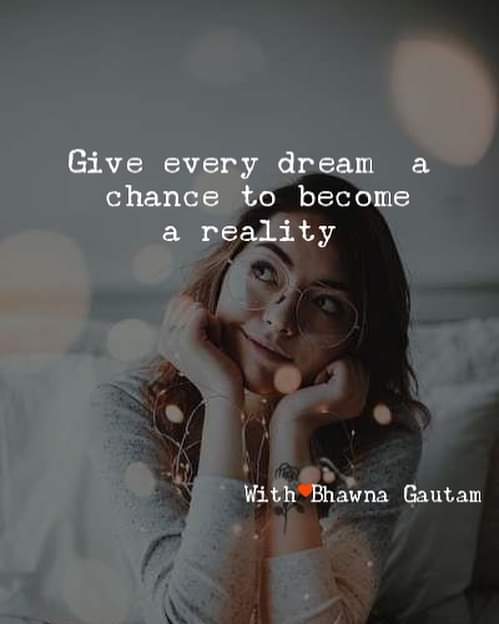 Give every dream a
chance to become
a reality
With❤Bhawna Gautam